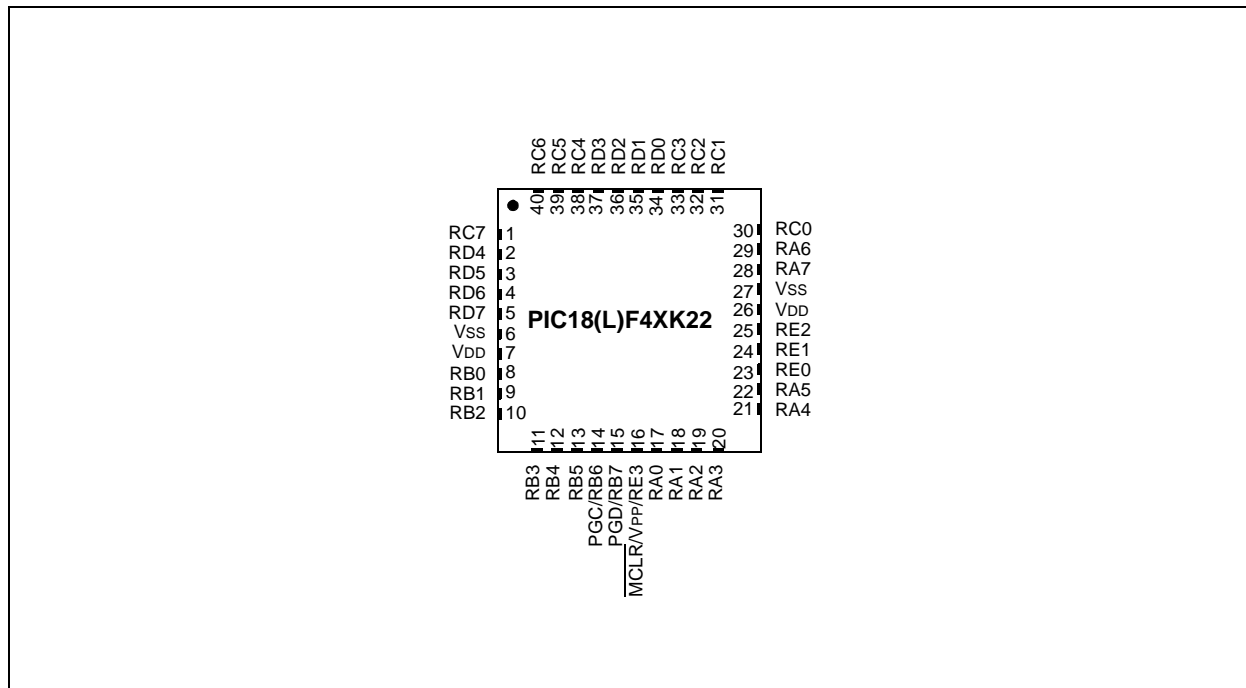 RC6
RC5
RC4
RD3
RD2
RD1
RD0
RC3
RC2
RC1
40
39
38
37
36
35
34
33
32
31
RC7 1
RD4 2
RD5 3
RD6 4
RD7 5
VSS 6
VDD 7
RB0 8
RB1 9
RB2 10
PIC18(L)F4XK22
30 RC0
29 RA6
28 RA7
27 VSS
26 VDD
25 RE2
24 RE1
23 RE0
22 RA5
21 RA4
11
12
13
14
15
16
17
18
19
20
RB3
RB4
RB5
PGC/RB6
PGD/RB7
MCLR/VPP/RE3
RA0
RA1
RA2
RA3